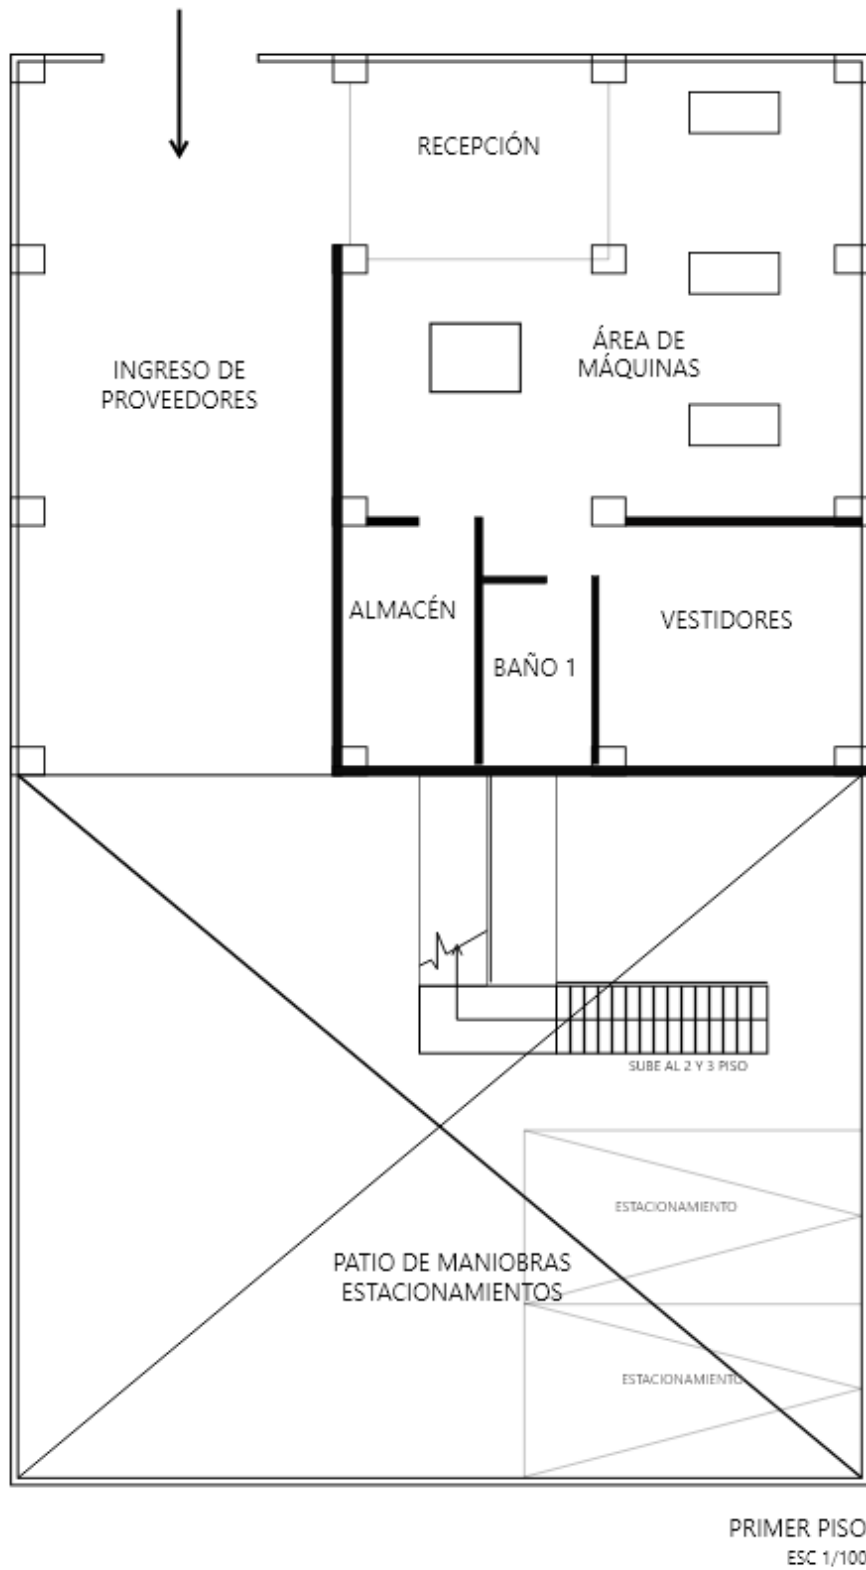 RECEPCIÓN
ÁREA DE
MÁQUINAS
INGRESO DE
PROVEEDORES
ALMACÉN
BAÑO 1
VESTIDORES
SUBE AL 2 Y 3 PISO
ESTACIONAMIENTO
PATIO DE MANIOBRAS
ESTACIONAMIENTOS
ESTACIONAMIENTO
PRIMER PISO
ESC 1/100